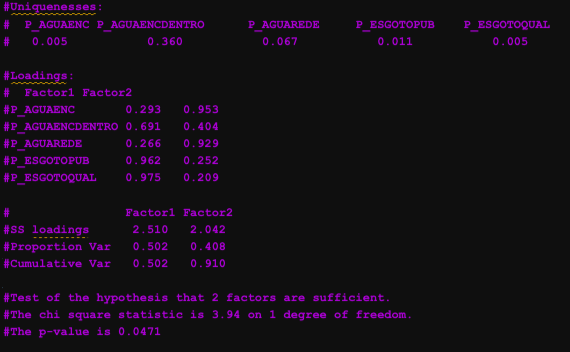 #Uniquenesses:
# P_AGUAENC P_AGUAENCDENTRO P_AGUAREDE P_ESGOTOPUB P_ESGOTOQUAL
# 0.005 0.360 0.067 0.011 0.005
#Loadings:
# Factor1 Factor2
#P_AGUAENC 0.293 0.953
#P_AGUAENCDENTRO 0.691 0.404
#P_AGUAREDE 0.266 0.929
#P_ESGOTOPUB 0.962 0.252
#P_ESGOTOQUAL 0.975 0.209
# Factor1 Factor2
#SS loadings 2.510 2.042
#Proportion Var 0.502 0.408
#Cumulative Var 0.502 0.910
#Test of the hypothesis that 2 factors are sufficient.
#The chi square statistic is 3.94 on 1 degree of freedom.
#The p-value is 0.0471